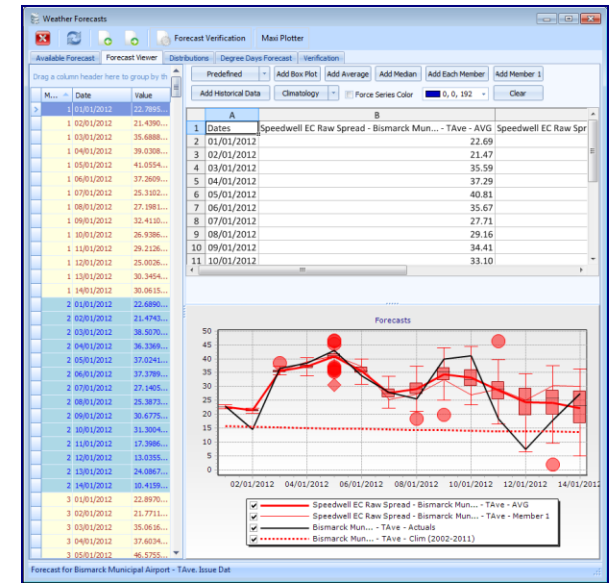 Weather Forecasts
Forecast Verification Maxi Plotter
Available Forecast Forecast Viewer Distributions Degree Days Forecast Verification
Drag a column header here to group by th
M... Date Value
1 01/01/2012 22.7895...
1 02/01/2012 21.4390...
1 03/01/2012 35.6888...
1 04/01/2012 39.0308...
1 05/01/2012 41.0554...
1 06/01/2012 37.2609...
1 07/01/2012 25.3102...
1 08/01/2012 27.1981...
1 09/01/2012 32.4110...
1 10/01/2012 26.9386...
1 11/01/2012 29.2126...
1 12/01/2012 25.0026...
1 13/01/2012 30.3454...
1 14/01/2012 30.0615...
2 01/01/2012 22.6890...
2 02/01/2012 21.4743...
2 03/01/2012 38.5070...
2 04/01/2012 36.3369...
2 05/01/2012 37.0241...
2 06/01/2012 37.3789...
2 07/01/2012 27.1405...
2 08/01/2012 25.3873...
2 09/01/2012 30.6775...
2 10/01/2012 31.3004...
2 11/01/2012 17.3986...
2 12/01/2012 13.0355...
2 13/01/2012 24.0867...
2 14/01/2012 10.4159...
3 01/01/2012 22.8970...
3 02/01/2012 21.7711...
3 03/01/2012 35.0616...
3 04/01/2012 37.6034...
3 05/01/2012 46.5755...
Predefined Add Box Plot Add Average Add Median Add Each Member Add Member 1
Add Historical Data Climatology Force Series Color 0, 0, 192 Clear
A B
1 Dates Speedwell EC Raw Spread - Bismarck Mun... - TAve - AVG Speedwell EC Raw Spr
2 01/01/2012 22.69
3 02/01/2012 21.47
4 03/01/2012 35.59
5 04/01/2012 37.29
6 05/01/2012 40.81
7 06/01/2012 35.67
8 07/01/2012 27.71
9 08/01/2012 29.16
10 09/01/2012 34.41
11 10/01/2012 33.10
Forecasts
50
45
40
35
30
25
20
15
10
5
0
02/01/2012 04/01/2012 06/01/2012 08/01/2012 10/01/2012 12/01/2012 14/01/201
Speedwell EC Raw Spread - Bismarck Mun... - TAve - AVG
Speedwell EC Raw Spread - Bismarck Mun... - TAve - Member 1
Bismarck Mun... - TAve - Actuals
Bismarck Mun... - TAve - Clim (2002-2011)
Forecast for Bismarck Municipal Airport - TAve. Issue Dat